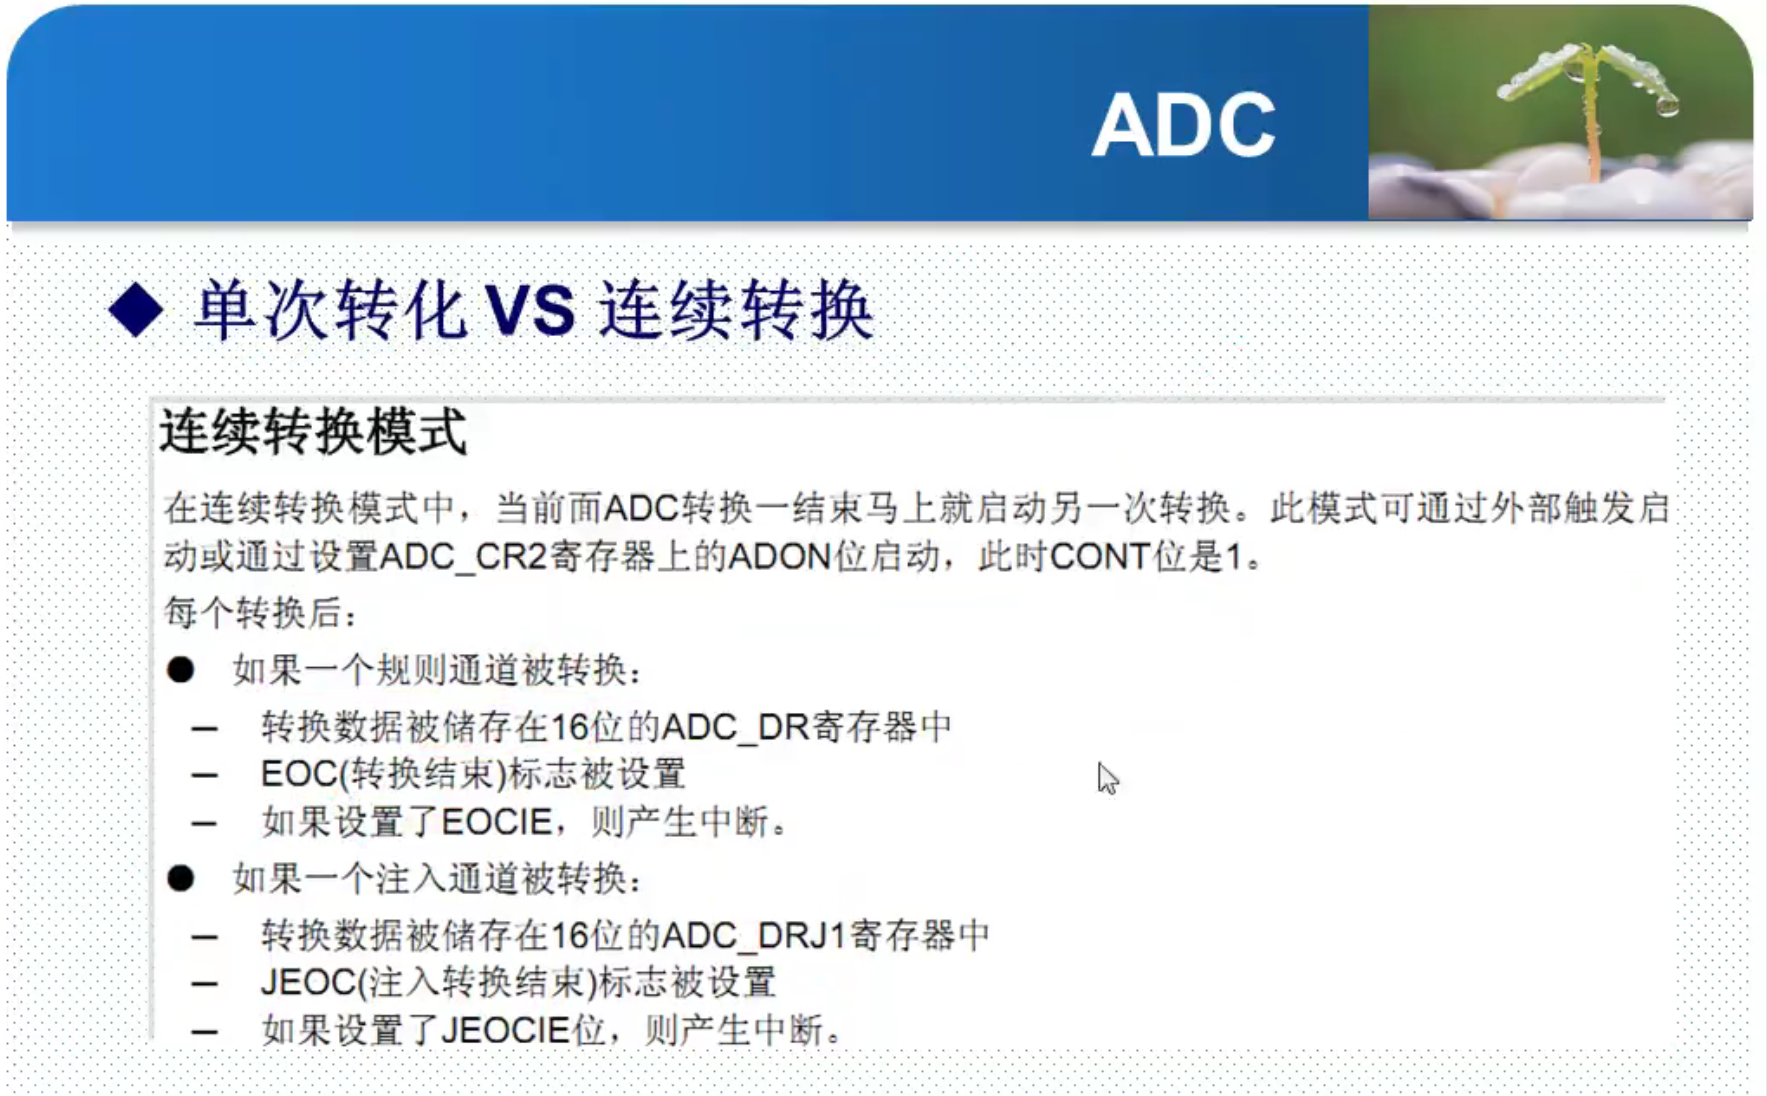 ADC
单次转化 VS 连续转换
连续转换模式
在连续转换模式中，当前面ADC转换一结束马上就启动另一次转换。此模式可通过外部触发启
动或通过设置ADC_CR2寄存器上的ADON位启动，此时CONT位是1。
每个转换后：
● 如果一个规则通道被转换：
－ 转换数据被储存在16位的ADC_DR寄存器中
－ EOC(转换结束)标志被设置
－ 如果设置了EOCIE，则产生中断。
● 如果一个注入通道被转换：
－ 转换数据被储存在16位的ADC_DRJ1寄存器中
－ JEOC(注入转换结束)标志被设置
－ 如果设置了JEOCIE位，则产生中断。